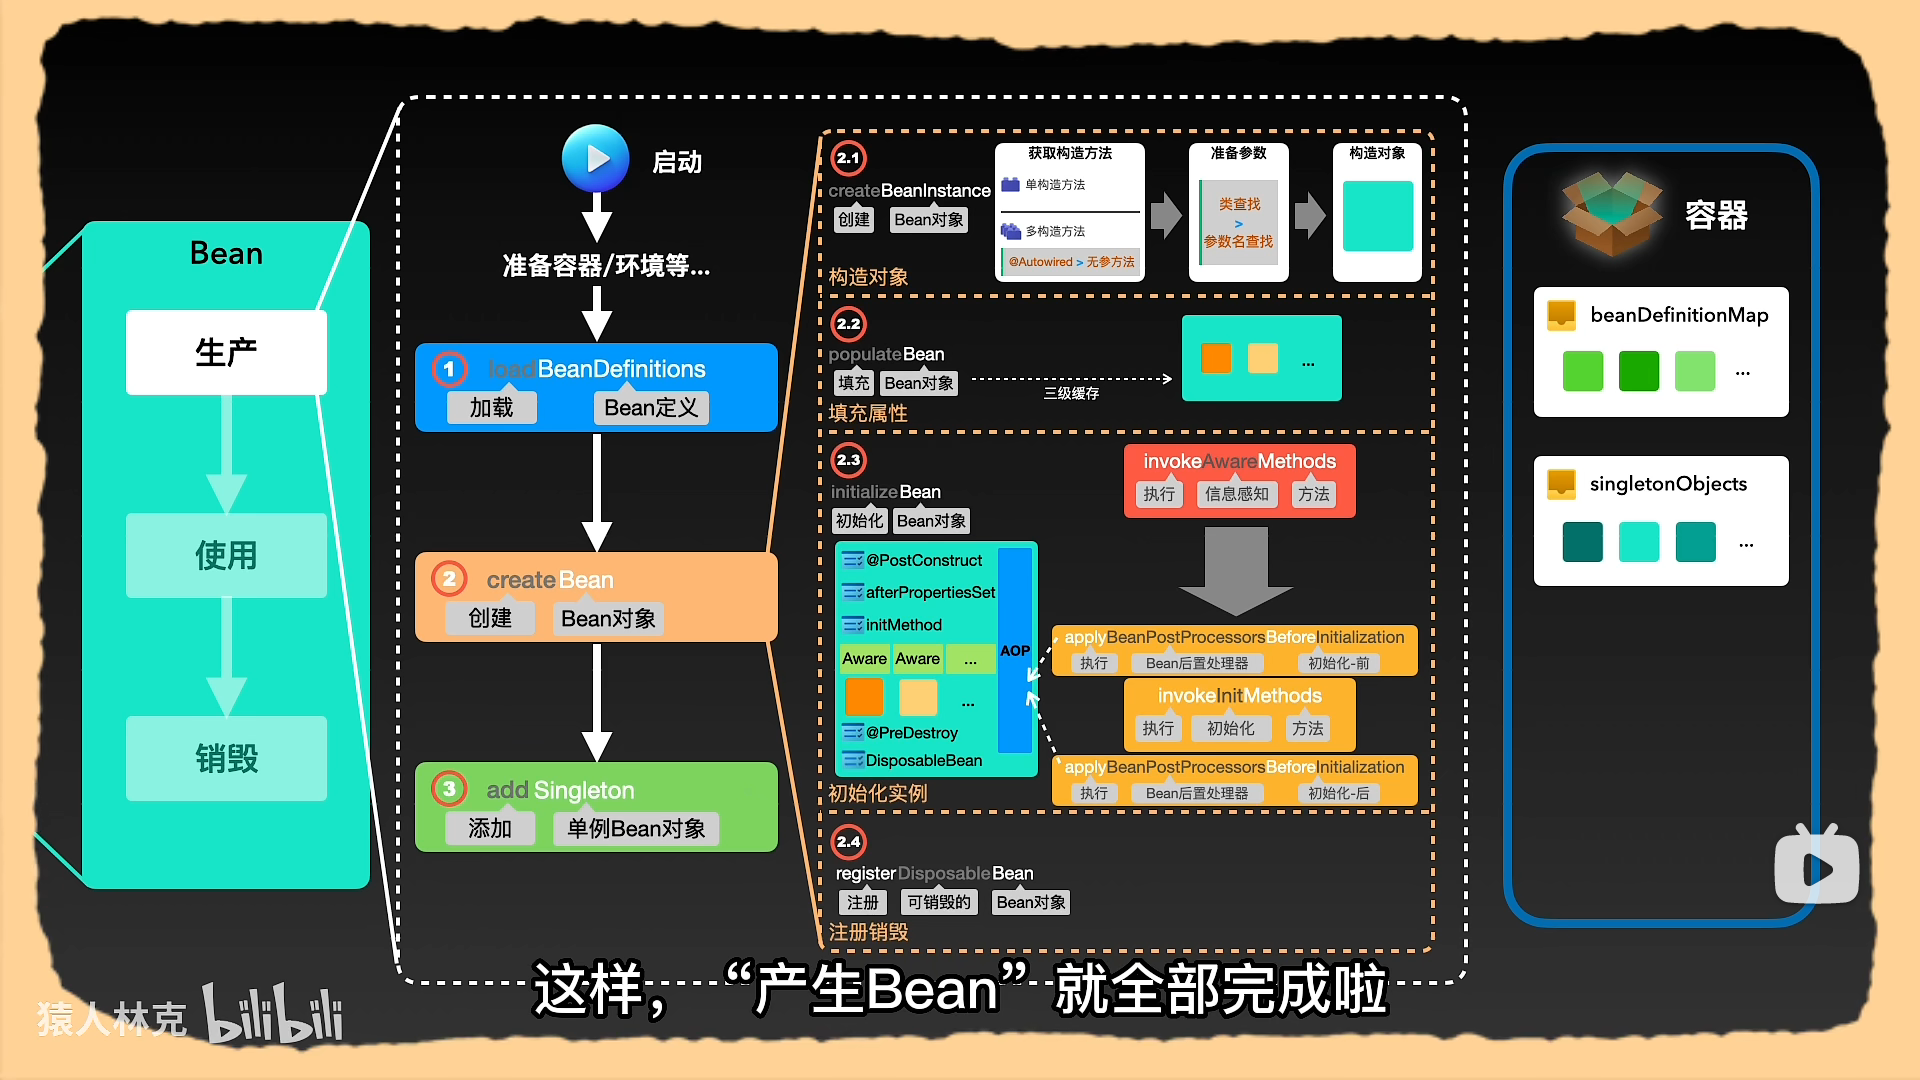 Bean
生产
使用
销毁
启动
准备容器/环境等...
1 loadBeanDefinitions
加载 Bean定义
2 createBean
创建 Bean对象
3 add Singleton
添加 单例Bean对象
2.1
createBeanInstance
创建 Bean对象
构造对象
获取构造方法
单构造方法
多构造方法
@Autowired > 无参方法
准备参数
类查找
>
参数名查找
构造对象
2.2
populateBean
填充 Bean对象
填充属性
三级缓存
...
2.3
initializeBean
初始化 Bean对象
@PostConstruct
afterPropertiesSet
initMethod
Aware Aware ...
...
@PreDestroy
DisposableBean
AOP
初始化实例
invokeAwareMethods
执行 信息感知 方法
applyBeanPostProcessorsBeforeInitialization
执行 Bean后置处理器 初始化-前
invokeInitMethods
执行 初始化 方法
applyBeanPostProcessorsBeforeInitialization
执行 Bean后置处理器 初始化-后
2.4
registerDisposableBean
注册 可销毁的 Bean对象
注册销毁
容器
beanDefinitionMap
...
singletonObjects
...
这样，“产生Bean”就全部完成啦
猿人林克 bilibili